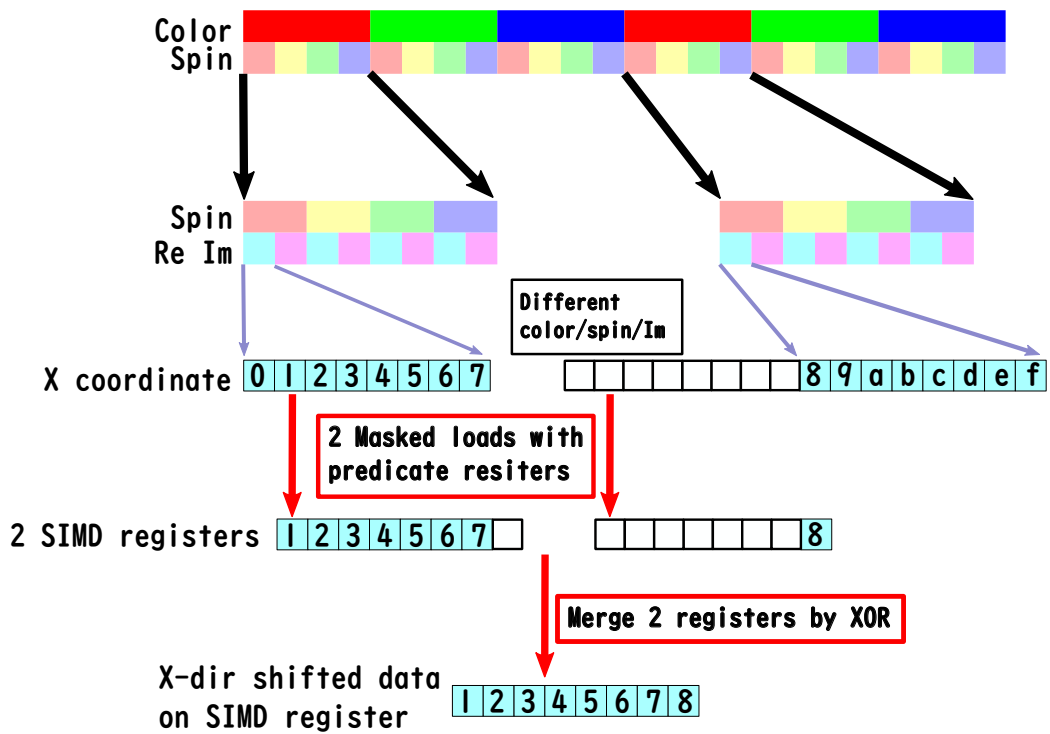 Color
Spin
Spin
Re Im
Different
color/spin/Im
X coordinate
0 1 2 3 4 5 6 7
8 9 a b c d e f
2 Masked loads with
predicate resiters
2 SIMD registers
1 2 3 4 5 6 7
8
Merge 2 registers by XOR
X-dir shifted data
on SIMD register
1 2 3 4 5 6 7 8